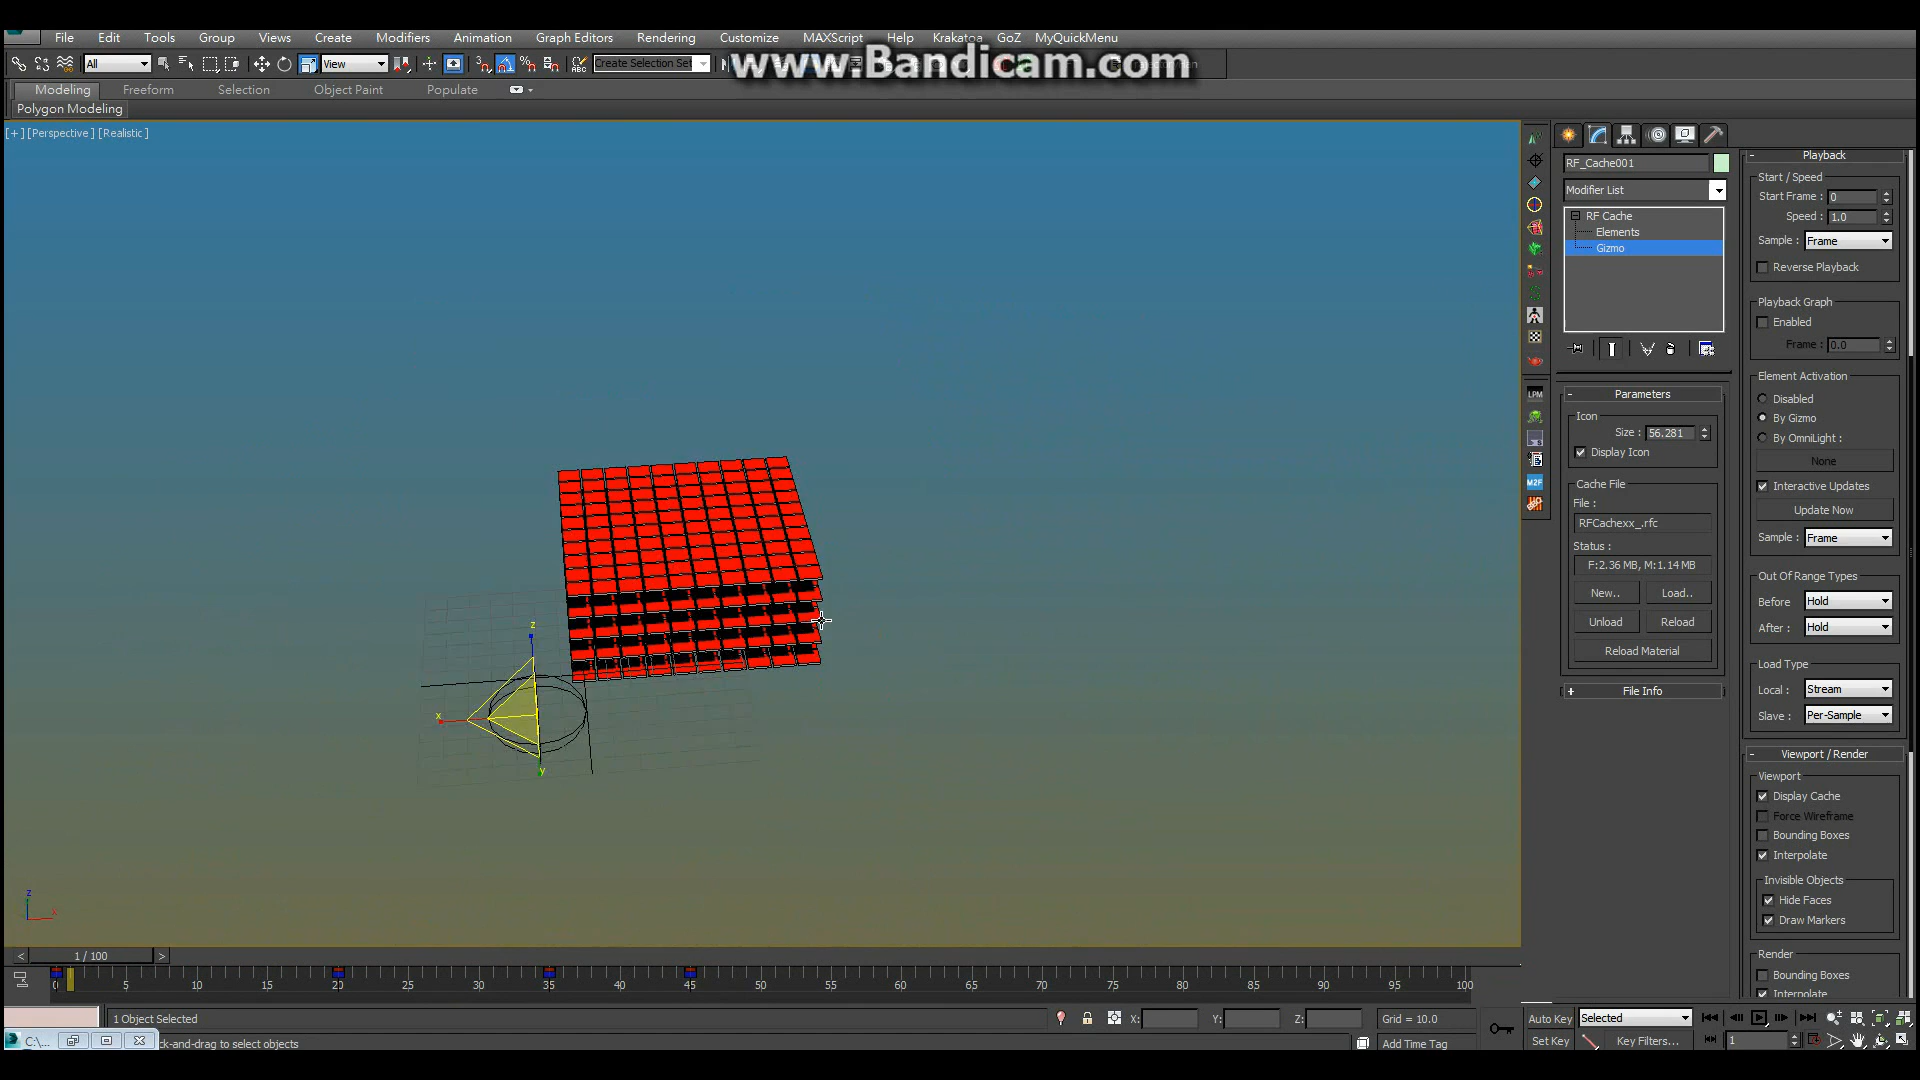 File Edit Tools Group Views Create Modifiers Animation Graph Editors Rendering Customize MAXScript Help Krakatoa GoZ MyQuickMenu
www.Bandicam.com
All View Create Selection Set
Modeling Freeform Selection Object Paint Populate
Polygon Modeling
[+] [Perspective] [Realistic]
RF_Cache001
Modifier List
RF Cache
Elements
Gizmo
Parameters
Icon
Size : 56.281
Display Icon
Cache File
File :
RFCachexx_.rfc
Status :
F:2.36 MB, M:1.14 MB
New.. Load..
Unload Reload
Reload Material
+ File Info
Playback
Start / Speed
Start Frame : 0
Speed : 1.0
Sample : Frame
Reverse Playback
Playback Graph
Enabled
Frame : 0.0
Element Activation
Disabled
By Gizmo
By OmniLight :
None
Interactive Updates
Update Now
Sample : Frame
Out Of Range Types
Before Hold
After : Hold
Load Type
Local : Stream
Slave : Per-Sample
Viewport / Render
Viewport
Display Cache
Force Wireframe
Bounding Boxes
Interpolate
Invisible Objects
Hide Faces
Draw Markers
Render
Bounding Boxes
Interpolate
LPM
M2F
z
x
y
z
x
< 1 / 100 >
0 5 10 15 20 25 30 35 40 45 50 55 60 65 70 75 80 85 90 95 100
1 Object Selected X: Y: Z: Grid = 10.0 Auto Key Selected
C:\... ck-and-drag to select objects Add Time Tag Set Key Key Filters... 1